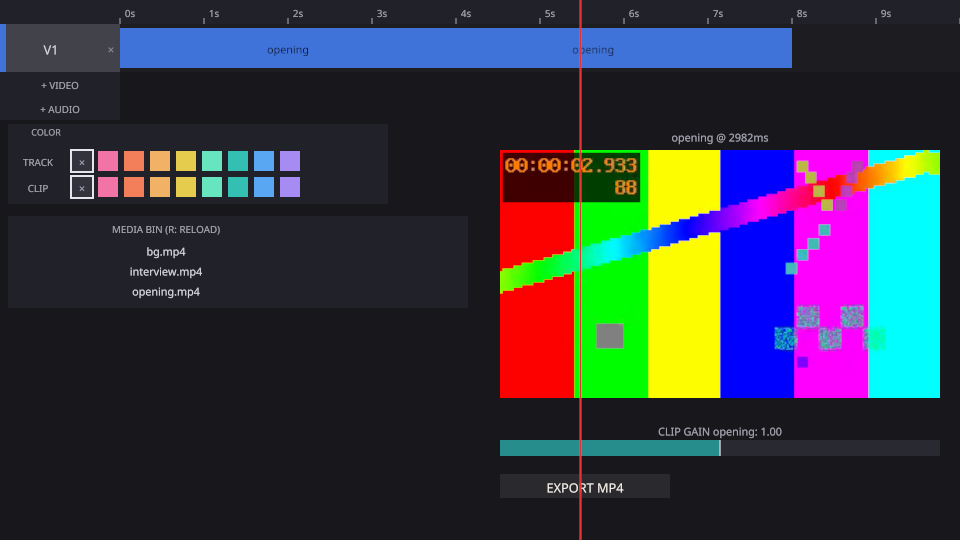 0s 1s 2s 3s 4s 5s 6s 7s 8s 9s
V1 × opening opening
+ VIDEO
+ AUDIO
COLOR
TRACK ×
CLIP ×
MEDIA BIN (R: RELOAD)
bg.mp4
interview.mp4
opening.mp4
opening @ 2982ms
00:00:02.933
88
CLIP GAIN opening: 1.00
EXPORT MP4